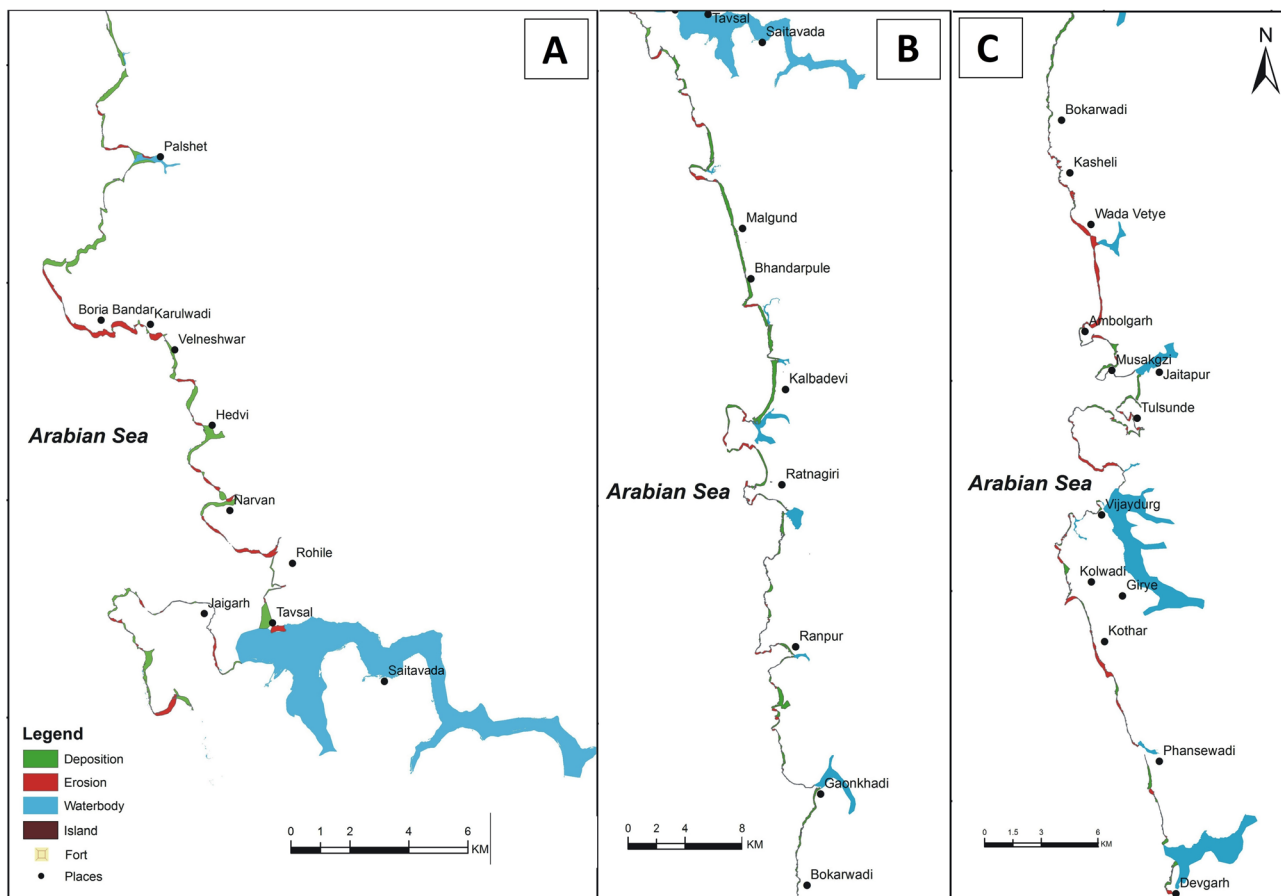 A
Palshet
Boria Bandar
Karulwadi
Velneshwar
Hedvi
Arabian Sea
Narvan
Rohile
Jaigarh
Tavsal
Saitavada
Legend
Deposition
Erosion
Waterbody
Island
Fort
Places
0 1 2 4 6
KM
B
Tavsal
Saitavada
Malgund
Bhandarpule
Kalbadevi
Ratnagiri
Arabian Sea
Ranpur
Gaonkhadi
0 2 4 8
KM
Bokarwadi
C
N
Bokarwadi
Kasheli
Wada Vetye
Ambolgarh
Musakgzi
Jaitapur
Tulsunde
Arabian Sea
Vijaydurg
Kolwadi
Girye
Kothar
Phansewadi
0 1.5 3 6
KM
Devgarh